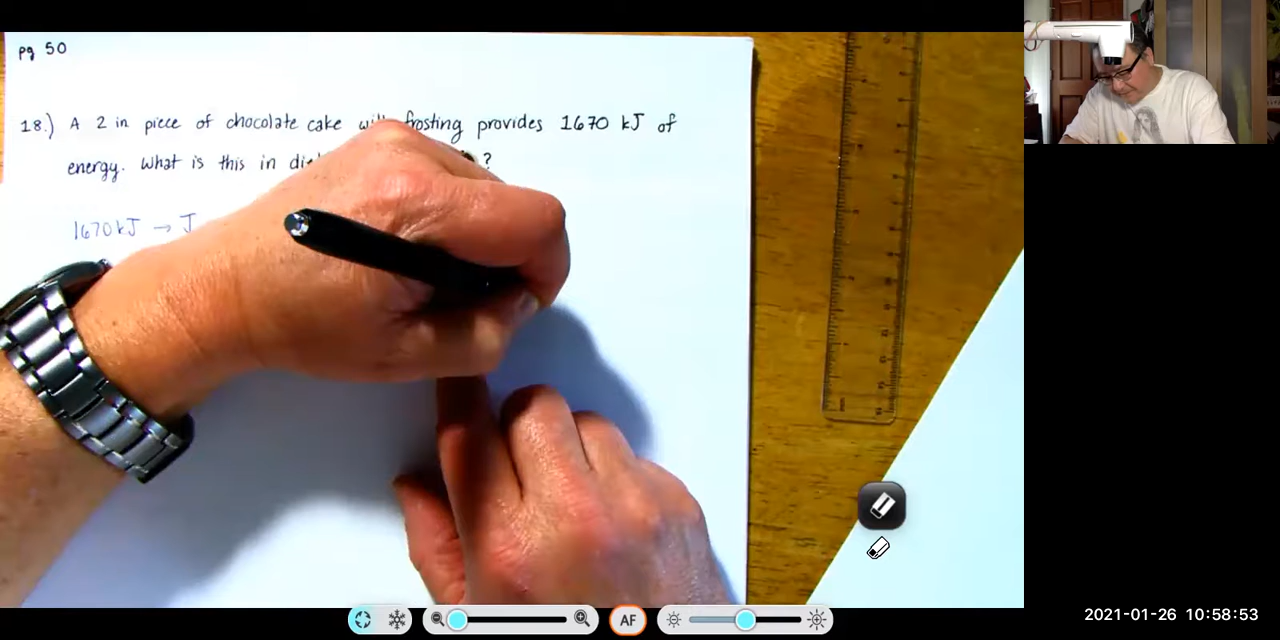 pg 50
18.) A 2 in piece of chocolate cake frosting provides 1670 kJ of
energy. What is this in ?
1670 kJ → J
AF
2021-01-26 10:58:53